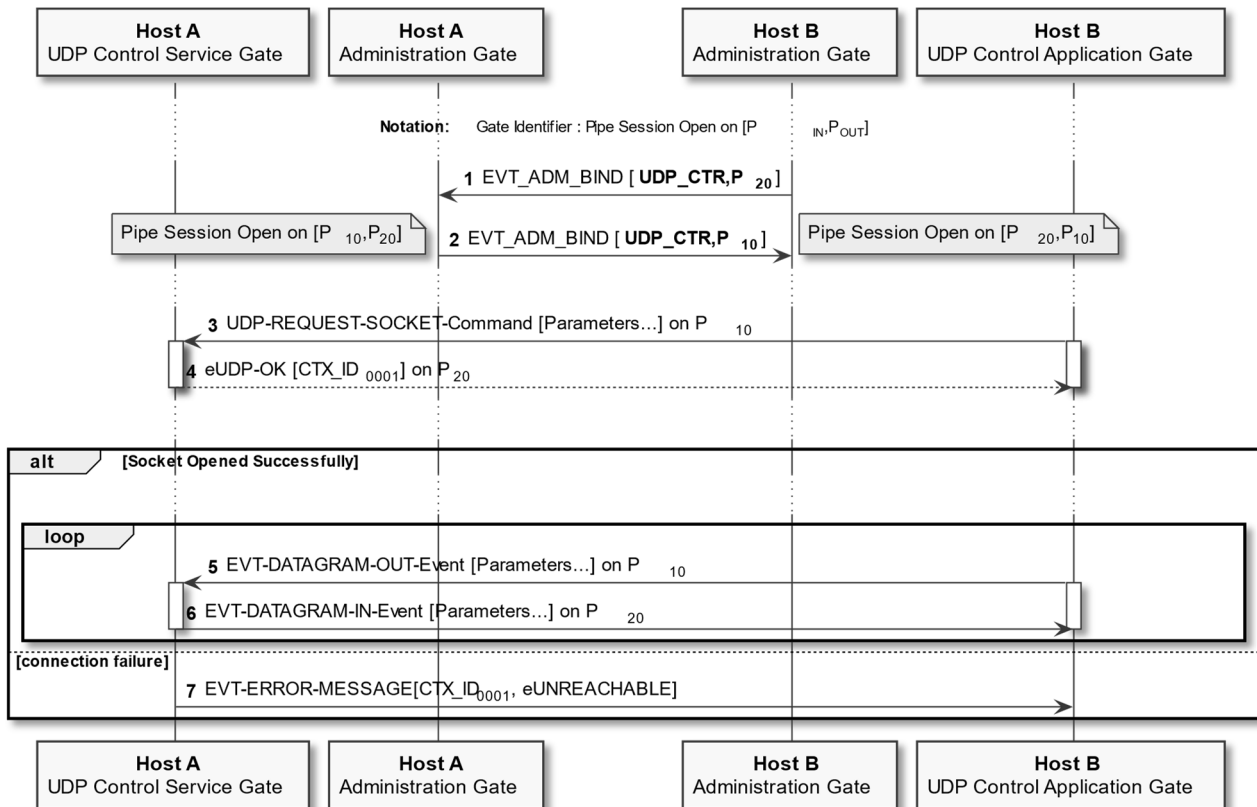 Host A Host A Host B Host B
UDP Control Service Gate Administration Gate Administration Gate UDP Control Application Gate
Notation: Gate Identifier : Pipe Session Open on [P IN,POUT]
1 EVT_ADM_BIND [ UDP_CTR,P 20 ]
Pipe Session Open on [P 10,P20] 2 EVT_ADM_BIND [ UDP_CTR,P 10 ] Pipe Session Open on [P 20,P10]
3 UDP-REQUEST-SOCKET-Command [Parameters...] on P 10
4 eUDP-OK [CTX_ID 0001] on P 20
alt [Socket Opened Successfully]
loop
5 EVT-DATAGRAM-OUT-Event [Parameters...] on P 10
6 EVT-DATAGRAM-IN-Event [Parameters...] on P 20
[connection failure]
7 EVT-ERROR-MESSAGE[CTX_ID0001, eUNREACHABLE]
Host A Host A Host B Host B
UDP Control Service Gate Administration Gate Administration Gate UDP Control Application Gate